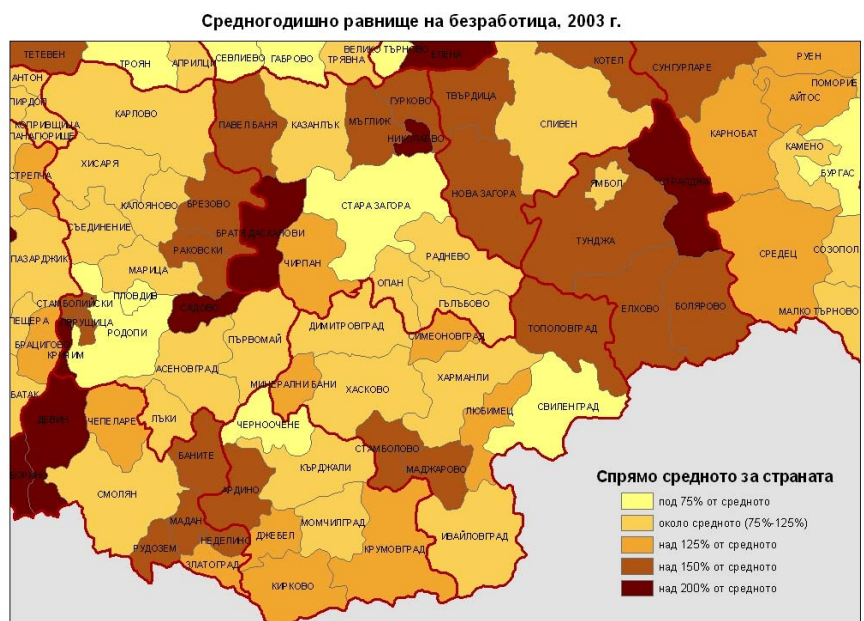 Средногодишно равнище на безработица, 2003 г.
ТЕТЕВЕН
ТРОЯН
АПРИЛЦИ
СЕВЛИЕВО
ГАБРОВО
ТРЯВНА
ВЕЛИКО ТЪРНОВО
ЕЛЕНА
КОТЕЛ
СУНГУРЛАРЕ
РУЕН
АНТОН
ПИРДОП
КОПРИВЩИЦА
ПАНАГЮРИЩЕ
КАРЛОВО
ПАВЕЛ БАНЯ
КАЗАНЛЪК
МЪГЛИЖ
ГУРКОВО
НИКОЛАЕВО
ТВЪРДИЦА
СЛИВЕН
КАРНОБАТ
АЙТОС
ПОМОРИЕ
КАМЕНО
БУРГАС
СТРЕЛЧА
ХИСАРЯ
КАЛОЯНОВО
БРЕЗОВО
СТАРА ЗАГОРА
НОВА ЗАГОРА
ЯМБОЛ
СТРАЛДЖА
СЪЕДИНЕНИЕ
РАКОВСКИ
БРАТЯ ДАСКАЛОВИ
ЧИРПАН
РАДНЕВО
ТУНДЖА
СРЕДЕЦ
СОЗОПОЛ
ПАЗАРДЖИК
МАРИЦА
ОПАН
ГЪЛЪБОВО
СТАМБОЛИЙСКИ
ПЛОВДИВ
САДОВО
ЕЛХОВО
БОЛЯРОВО
МАЛКО ТЪРНОВО
ПЕЩЕРА
ПЕРУЩИЦА
РОДОПИ
ПЪРВОМАЙ
ДИМИТРОВГРАД
СИМЕОНОВГРАД
ТОПОЛОВГРАД
БРАЦИГОВО
КРИЧИМ
АСЕНОВГРАД
МИНЕРАЛНИ БАНИ
ХАСКОВО
ХАРМАНЛИ
БАТАК
ДЕВИН
ЧЕПЕЛАРЕ
ЛЪКИ
ЧЕРНООЧЕНЕ
ЛЮБИМЕЦ
СВИЛЕНГРАД
СТАМБОЛОВО
БАНИТЕ
КЪРДЖАЛИ
МАДЖАРОВО
СМОЛЯН
АРДИНО
МАДАН
МОМЧИЛГРАД
ИВАЙЛОВГРАД
РУДОЗЕМ
НЕДЕЛИНО
ДЖЕБЕЛ
КРУМОВГРАД
ЗЛАТОГРАД
КИРКОВО
Спрямо средното за страната
под 75% от средното
около средното (75%-125%)
над 125% от средното
над 150% от средното
над 200% от средното